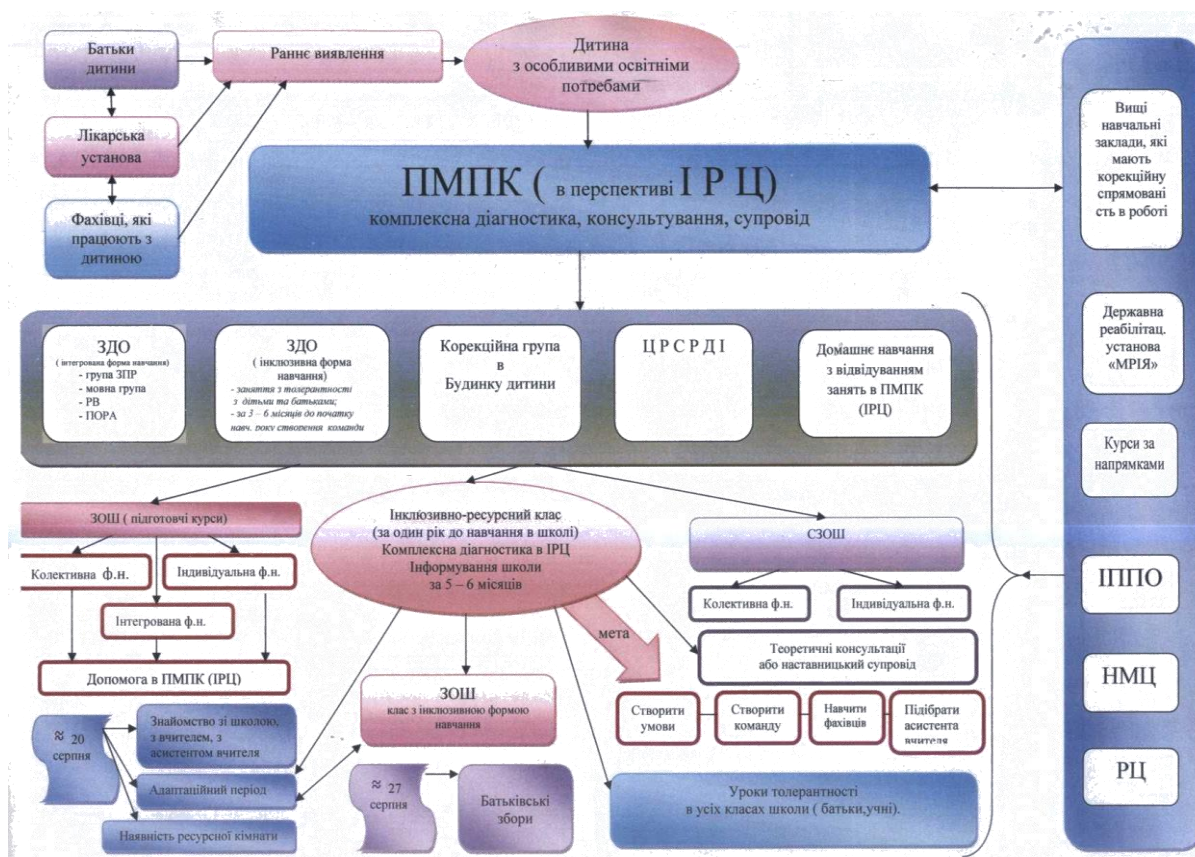 Батьки
дитини
Раннє виявлення
Дитина
з особливими освітніми
потребами
Лікарська
установа
Фахівці, які
працюють з
дитиною
ПМПК ( в перспективі І Р Ц)
комплексна діагностика, консультування, супровід
Вищі
навчальні
заклади, які
мають
корекційну
спрямовані
сть в роботі
Державна
реабілітац.
установа
«МРІЯ»
Курси за
напрямками
ІППО
НМЦ
РЦ
ЗДО
( інтегрована форма навчання)
- група ЗПР
- мовна група
- РВ
- ПОРА
ЗДО
( інклюзивна форма
навчання)
- заняття з толерантності
з дітьми та батьками;
- за 3 – 6 місяців до початку
навч. року створення команди
Корекційна група
в
Будинку дитини
Ц Р С Р Д І
Домашнє навчання
з відвідуванням
занять в ПМПК
(ІРЦ)
ЗОШ ( підготовчі курси)
Колективна ф.н.
Індивідуальна ф.н.
Інтегрована ф.н.
Допомога в ПМПК (ІРЦ)
Інклюзивно-ресурсний клас
(за один рік до навчання в школі)
Комплексна діагностика в ІРЦ
Інформування школи
за 5 – 6 місяців
СЗОШ
Колективна ф.н.
Індивідуальна ф.н.
Теоретичні консультації
або наставницький супровід
мета
Створити
умови
Створити
команду
Навчити
фахівців
Підібрати
асистента
вчителя
≈ 20
серпня
Знайомство зі школою,
з вчителем, з
асистентом вчителя
Адаптаційний період
Наявність ресурсної кімнати
ЗОШ
клас з інклюзивною формою
навчання
≈ 27
серпня
Батьківські
збори
Уроки толерантності
в усіх класах школи ( батьки,учні).